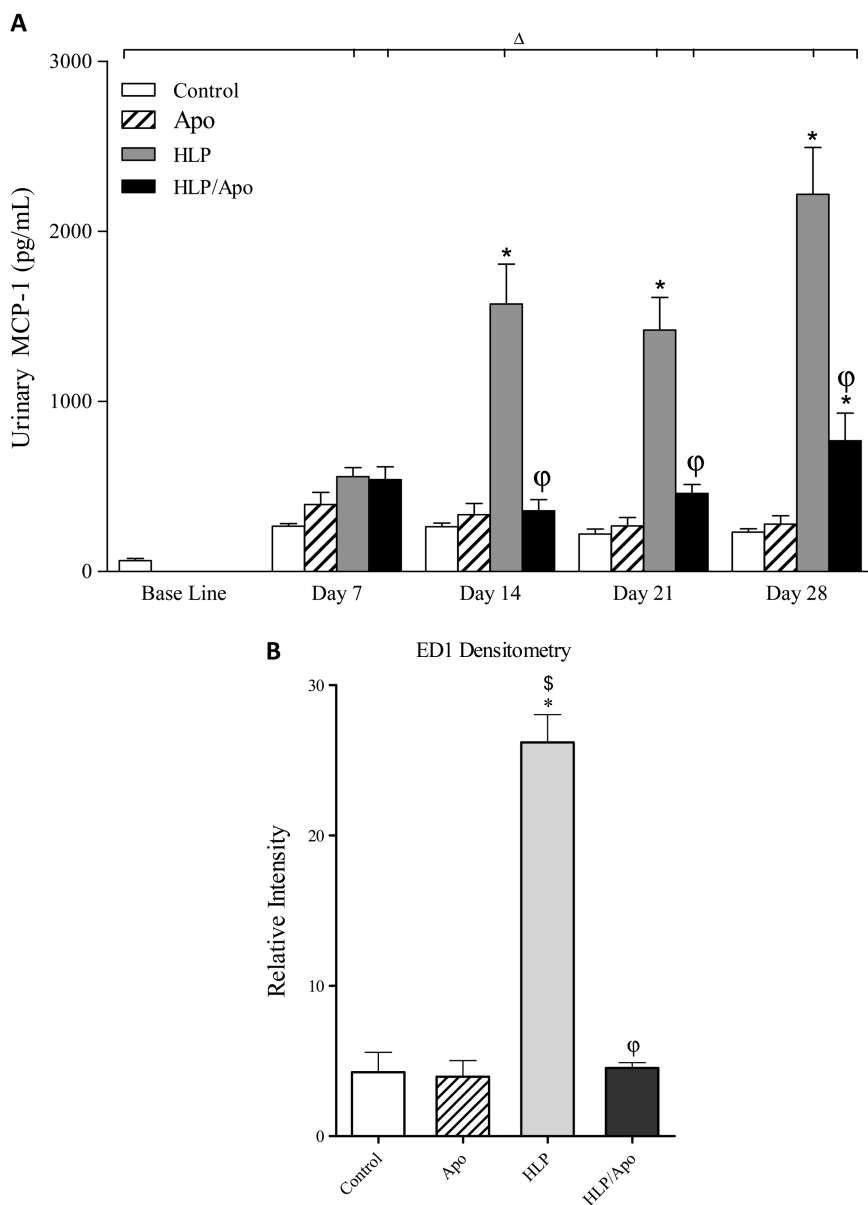 A
Δ
3000
Control
Apo
HLP
HLP/Apo
*
2000
*
*
φ
*
Urinary MCP-1 (pg/mL)
1000
φ
φ
0
Base Line Day 7 Day 14 Day 21 Day 28
B ED1 Densitometry
30
$
*
20
Relative Intensity
10
φ
0
Control Apo HLP HLP/Apo